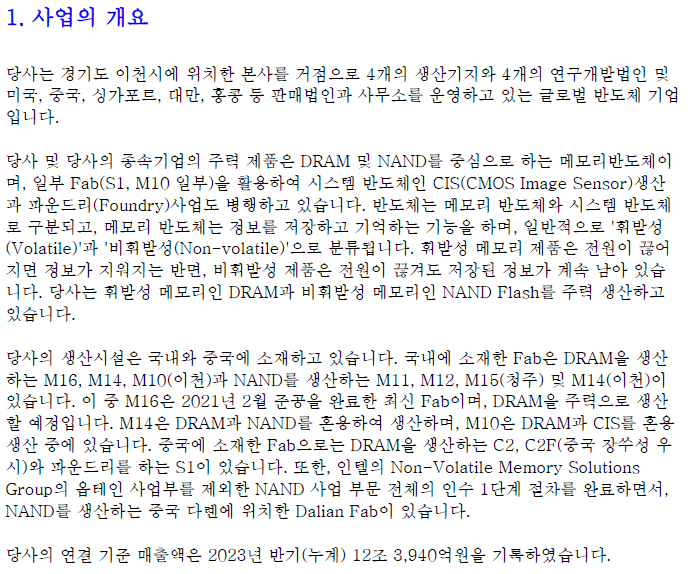 1. 사업의 개요
당사는 경기도 이천시에 위치한 본사를 거점으로 4개의 생산기지와 4개의 연구개발법인 및
미국, 중국, 싱가포트, 대만, 홍콩 등 판매법인과 사무소를 운영하고 있는 글로벌 반도체 기업
입니다.
당사 및 당사의 종속기업의 주력 제품은 DRAM 및 NAND를 중심으로 하는 메모리반도체이
며, 일부 Fab(S1, M10 일부)을 활용하여 시스템 반도체인 CIS(CMOS Image Sensor)생산
과 파운드리(Foundry)사업도 병행하고 있습니다. 반도체는 메모리 반도체와 시스템 반도체
로 구분되고, 메모리 반도체는 정보를 저장하고 기억하는 기능을 하며, 일반적으로 '휘발성
(Volatile)'과 '비휘발성(Non-volatile)'으로 분류됩니다. 휘발성 메모리 제품은 전원이 끊어
지면 정보가 지워지는 반면, 비휘발성 제품은 전원이 끊겨도 저장된 정보가 계속 남아 있습
니다. 당사는 휘발성 메모리인 DRAM과 비휘발성 메모리인 NAND Flash를 주력 생산하고
있습니다.
당사의 생산시설은 국내와 중국에 소재하고 있습니다. 국내에 소재한 Fab은 DRAM을 생산
하는 M16, M14, M10(이천)과 NAND를 생산하는 M11, M12, M15(청주) 및 M14(이천)이
있습니다. 이 중 M16은 2021년 2월 준공을 완료한 최신 Fab이며, DRAM을 주력으로 생산
할 예정입니다. M14은 DRAM과 NAND를 혼용하여 생산하며, M10은 DRAM과 CIS를 혼용
생산 중에 있습니다. 중국에 소재한 Fab으로는 DRAM을 생산하는 C2, C2F(중국 장쑤성 우
시)와 파운드리를 하는 S1이 있습니다. 또한, 인텔의 Non-Volatile Memory Solutions
Group의 옵테인 사업부를 제외한 NAND 사업 부문 전체의 인수 1단계 절차를 완료하면서,
NAND를 생산하는 중국 다롄에 위치한 Dalian Fab이 있습니다.
당사의 연결 기준 매출액은 2023년 반기(누계) 12조 3,940억원을 기록하였습니다.